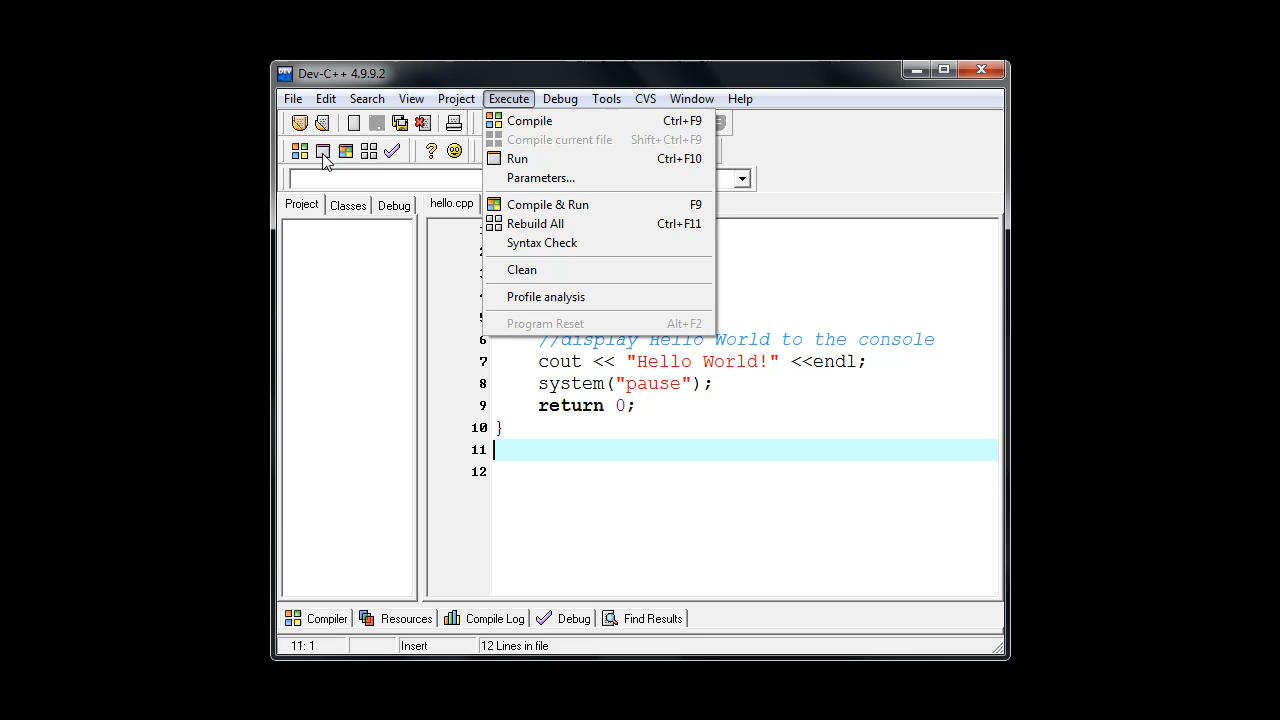 Dev-C++ 4.9.9.2
File Edit Search View Project Execute Debug Tools CVS Window Help
Compile Ctrl+F9
Compile current file Shift+Ctrl+F9
Run Ctrl+F10
Parameters...
Compile & Run F9
Rebuild All Ctrl+F11
Syntax Check
Clean
Profile analysis
Program Reset Alt+F2
Project Classes Debug
hello.cpp
6 //display Hello World to the console
7 cout << "Hello World!" <<endl;
8 system("pause");
9 return 0;
10 }
11
12
Compiler Resources Compile Log Debug Find Results
11: 1 Insert 12 Lines in file